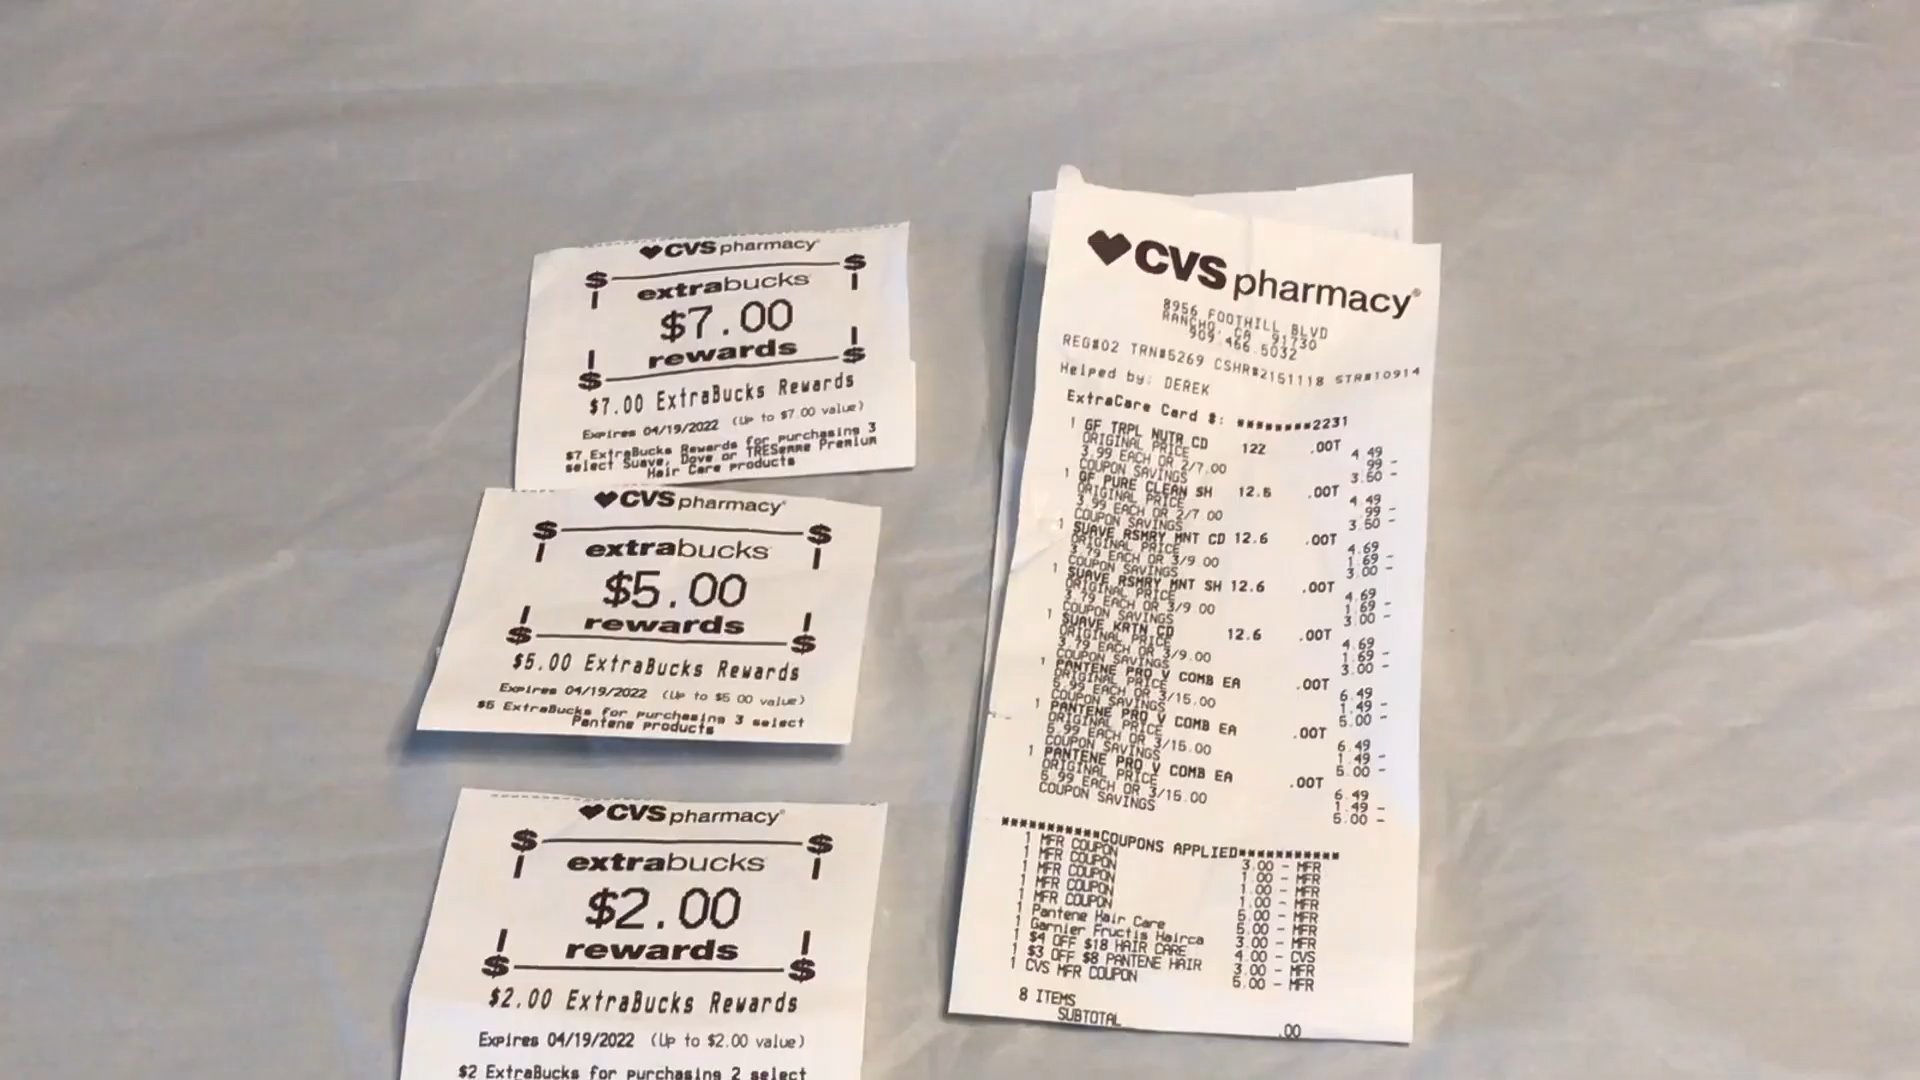 CVS pharmacy
$ $
extrabucks
$7.00
rewards
$ $
$7.00 ExtraBucks Rewards
Expires 04/19/2022 (Up to $7.00 value)
$7 ExtraBucks Rewards for purchasing 3
select Suave, Dove or TRESemme Premium
Hair Care products
CVS pharmacy
$ $
extrabucks
$5.00
rewards
$ $
$5.00 ExtraBucks Rewards
Expires 04/19/2022 (Up to $5.00 value)
$5 ExtraBucks for purchasing 3 select
Pantene products
CVS pharmacy
$ $
extrabucks
$2.00
rewards
$ $
$2.00 ExtraBucks Rewards
Expires 04/19/2022 (Up to $2.00 value)
$2 ExtraBucks for purchasing 2 select
CVS pharmacy®
8956 FOOTHILL BLVD
RANCHO, CA 91730
909.466.5032
REG#02 TRN#5269 CSHR#2151118 STR#10914
Helped by: DEREK
ExtraCare Card #: ********2231
1 GF TRPL NUTR CD 122 .00T
ORIGINAL PRICE 4.49
3.99 EACH OR 2/7.00 .99 -
COUPON SAVINGS 3.50 -
1 GF PURE CLEAN SH 12.5 .00T
ORIGINAL PRICE 4.49
3.99 EACH OR 2/7.00 .99 -
COUPON SAVINGS 3.50 -
1 SUAVE RSMRY MNT CD 12.6 .00T
ORIGINAL PRICE 4.69
3.79 EACH OR 3/9.00 1.69 -
COUPON SAVINGS 3.00 -
1 SUAVE RSMRY MNT SH 12.6 .00T
ORIGINAL PRICE 4.69
3.79 EACH OR 3/9.00 1.69 -
COUPON SAVINGS 3.00 -
1 SUAVE KRTN CD 12.6 .00T
ORIGINAL PRICE 4.69
3.79 EACH OR 3/9.00 1.69 -
COUPON SAVINGS 3.00 -
1 PANTENE PRO V COMB EA .00T
ORIGINAL PRICE 6.49
5.99 EACH OR 3/15.00 1.49 -
COUPON SAVINGS 5.00 -
1 PANTENE PRO V COMB EA .00T
ORIGINAL PRICE 6.49
5.99 EACH OR 3/15.00 1.49 -
COUPON SAVINGS 5.00 -
1 PANTENE PRO V COMB EA .00T
ORIGINAL PRICE 6.49
5.99 EACH OR 3/15.00 1.49 -
COUPON SAVINGS 5.00 -
***********COUPONS APPLIED***********
1 MFR COUPON 3.00 - MFR
1 MFR COUPON 1.00 - MFR
1 MFR COUPON 1.00 - MFR
1 MFR COUPON 1.00 - MFR
1 MFR COUPON 5.00 - MFR
1 Pantene Hair Care 5.00 - MFR
1 Garnier Fructis Hairca 3.00 - MFR
1 $4 OFF $18 HAIR CARE 4.00 - CVS
1 $3 OFF $8 PANTENE HAIR 3.00 - MFR
1 CVS MFR COUPON 5.00 - MFR
8 ITEMS
SUBTOTAL .00